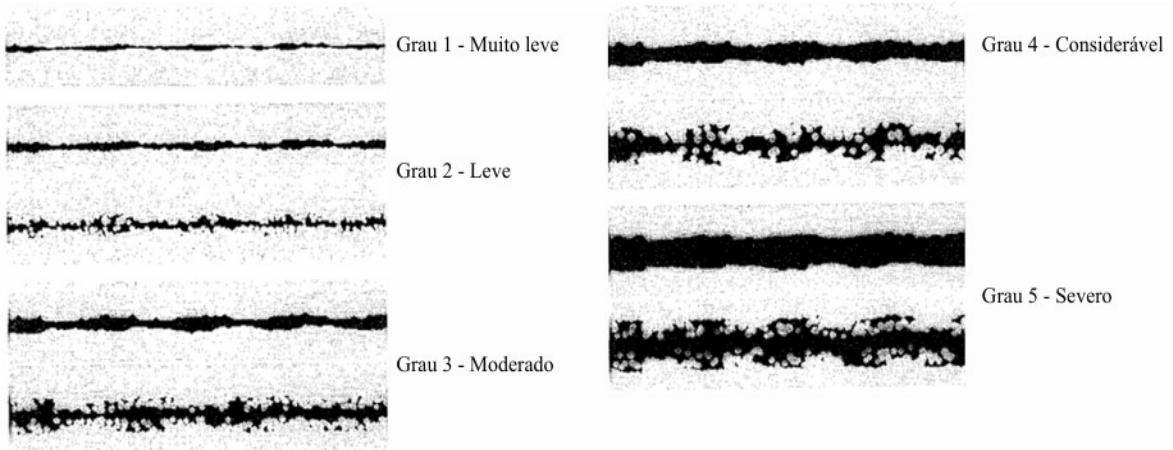 Grau 1 - Muito leve
Grau 2 - Leve
Grau 3 - Moderado
Grau 4 - Considerável
Grau 5 - Severo